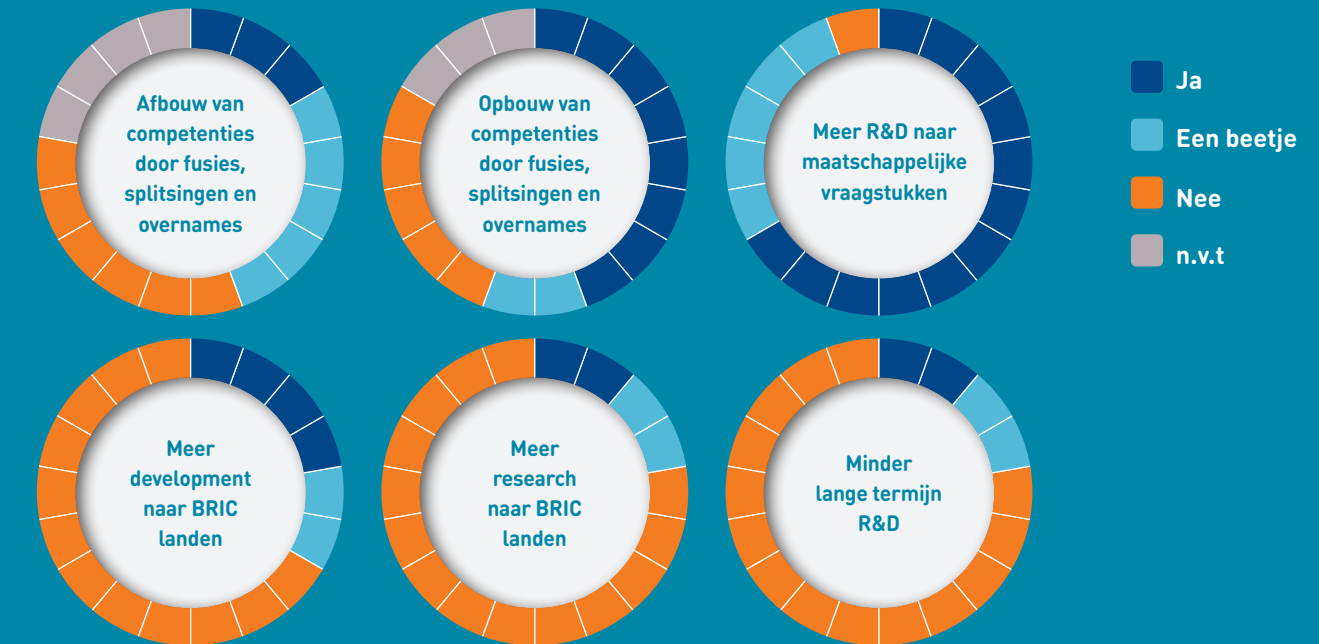 Afbouw van
competenties
door fusies,
splitsingen en
overnames
Opbouw van
competenties
door fusies,
splitsingen en
overnames
Meer R&D naar
maatschappelijke
vraagstukken
Ja
Een beetje
Nee
n.v.t
Meer
development
naar BRIC
landen
Meer
research
naar BRIC
landen
Minder
lange termijn
R&D